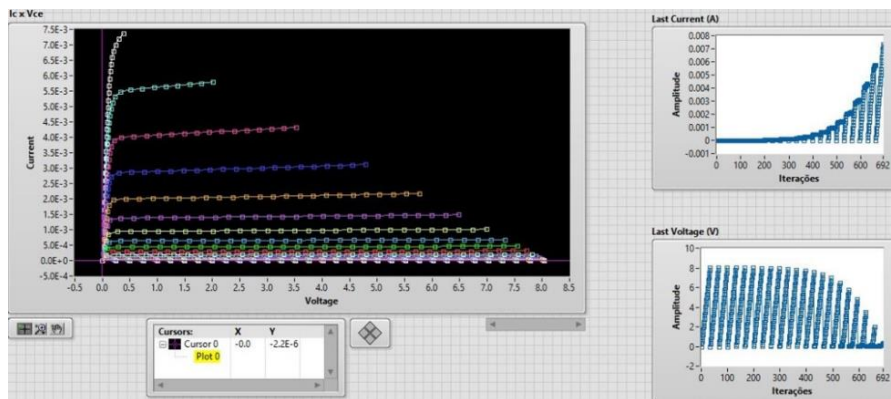 Ic x Vce
7.5E-3
7.0E-3
6.5E-3
6.0E-3
5.5E-3
5.0E-3
4.5E-3
4.0E-3
3.5E-3
3.0E-3
2.5E-3
2.0E-3
1.5E-3
1.0E-3
5.0E-4
0.0E+0
-5.0E-4
Current
-0.5 0.0 0.5 1.0 1.5 2.0 2.5 3.0 3.5 4.0 4.5 5.0 5.5 6.0 6.5 7.0 7.5 8.0 8.5
Voltage
Cursors: X Y
Cursor 0 -0.0 -2.2E-6
Plot 0
Last Current (A)
0.008
0.007
0.006
0.005
0.004
0.003
0.002
0.001
0
-0.001
Amplitude
0 100 200 300 400 500 600 692
Iterações
Last Voltage (V)
10
8
6
4
2
0
-2
Amplitude
0 100 200 300 400 500 600 692
Iterações